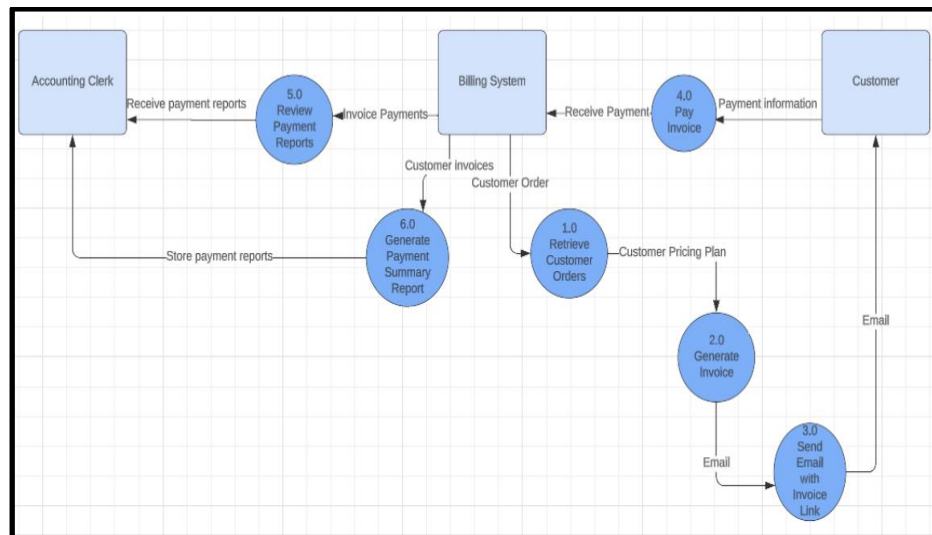 Accounting Clerk
Billing System
Customer
Receive payment reports
5.0
Review
Payment
Reports
Invoice Payments
Receive Payment
4.0
Pay
Invoice
Payment information
Customer invoices
Customer Order
6.0
Generate
Payment
Summary
Report
Store payment reports
1.0
Retrieve
Customer
Orders
Customer Pricing Plan
2.0
Generate
Invoice
Email
Email
3.0
Send
Email
with
Invoice
Link